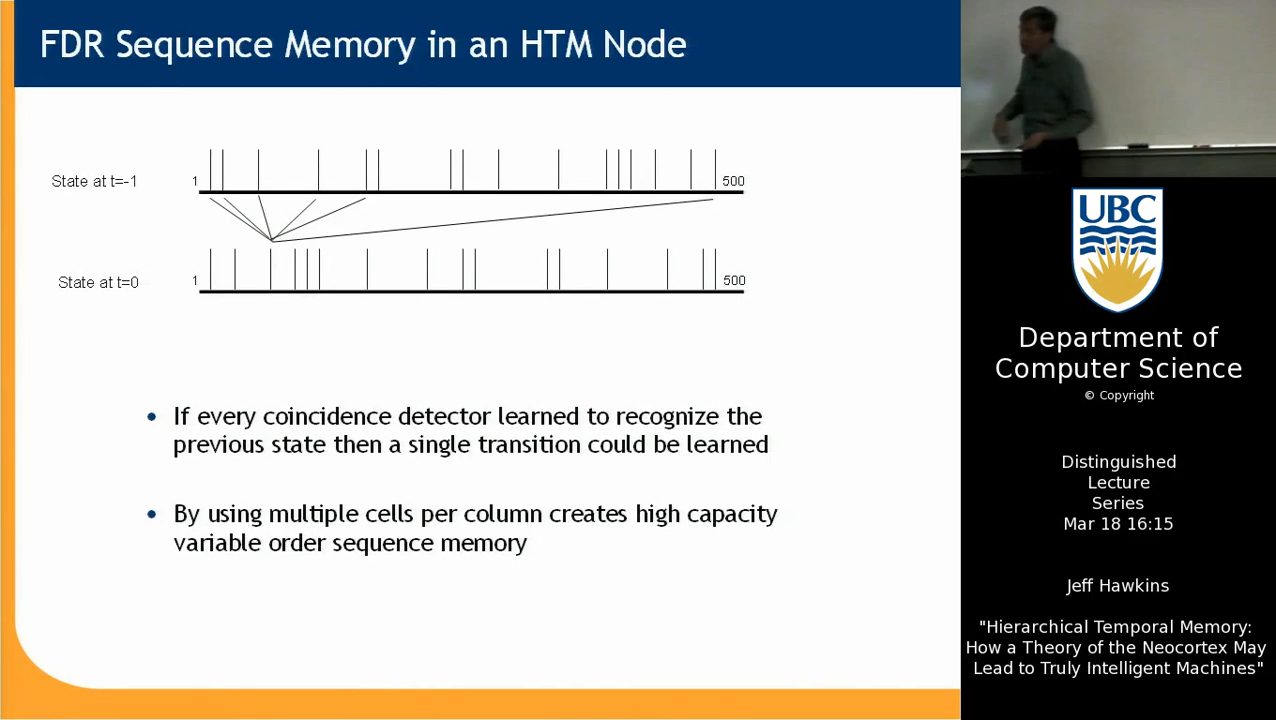 FDR Sequence Memory in an HTM Node
State at t=-1
1
500
State at t=0
1
500
• If every coincidence detector learned to recognize the
previous state then a single transition could be learned
• By using multiple cells per column creates high capacity
variable order sequence memory
UBC
Department of
Computer Science
© Copyright
Distinguished
Lecture
Series
Mar 18 16:15
Jeff Hawkins
"Hierarchical Temporal Memory:
How a Theory of the Neocortex May
Lead to Truly Intelligent Machines"